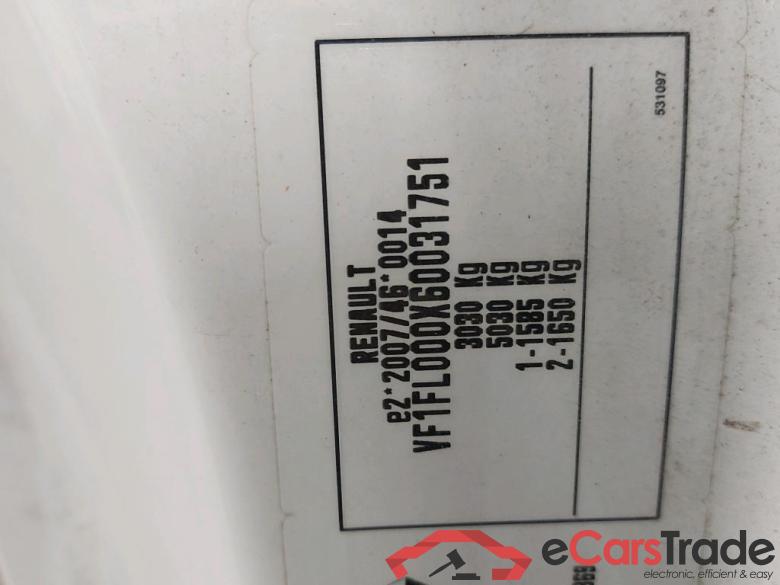 RENAULT
e2*2007/46*0014
VF1FL000X60031751
3030 Kg
5030 Kg
1-1585 Kg
2-1650 Kg
531097
eCarsTrade
electronic, efficient & easy